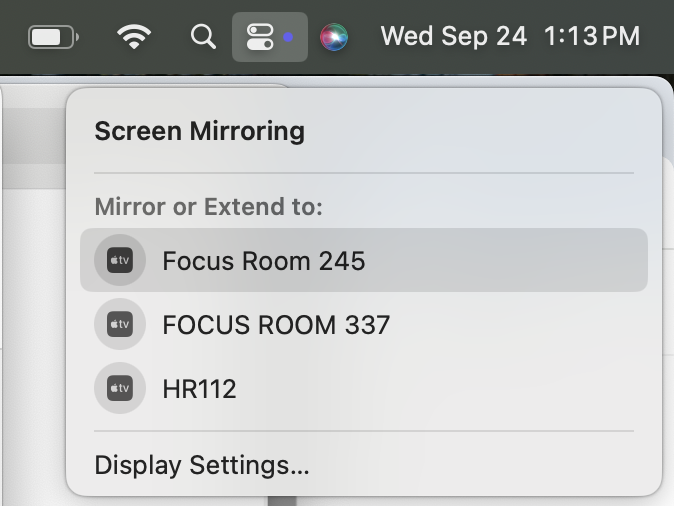 Wed Sep 24 1:13 PM
Screen Mirroring
Mirror or Extend to:
tv Focus Room 245
tv FOCUS ROOM 337
tv HR112
Display Settings...